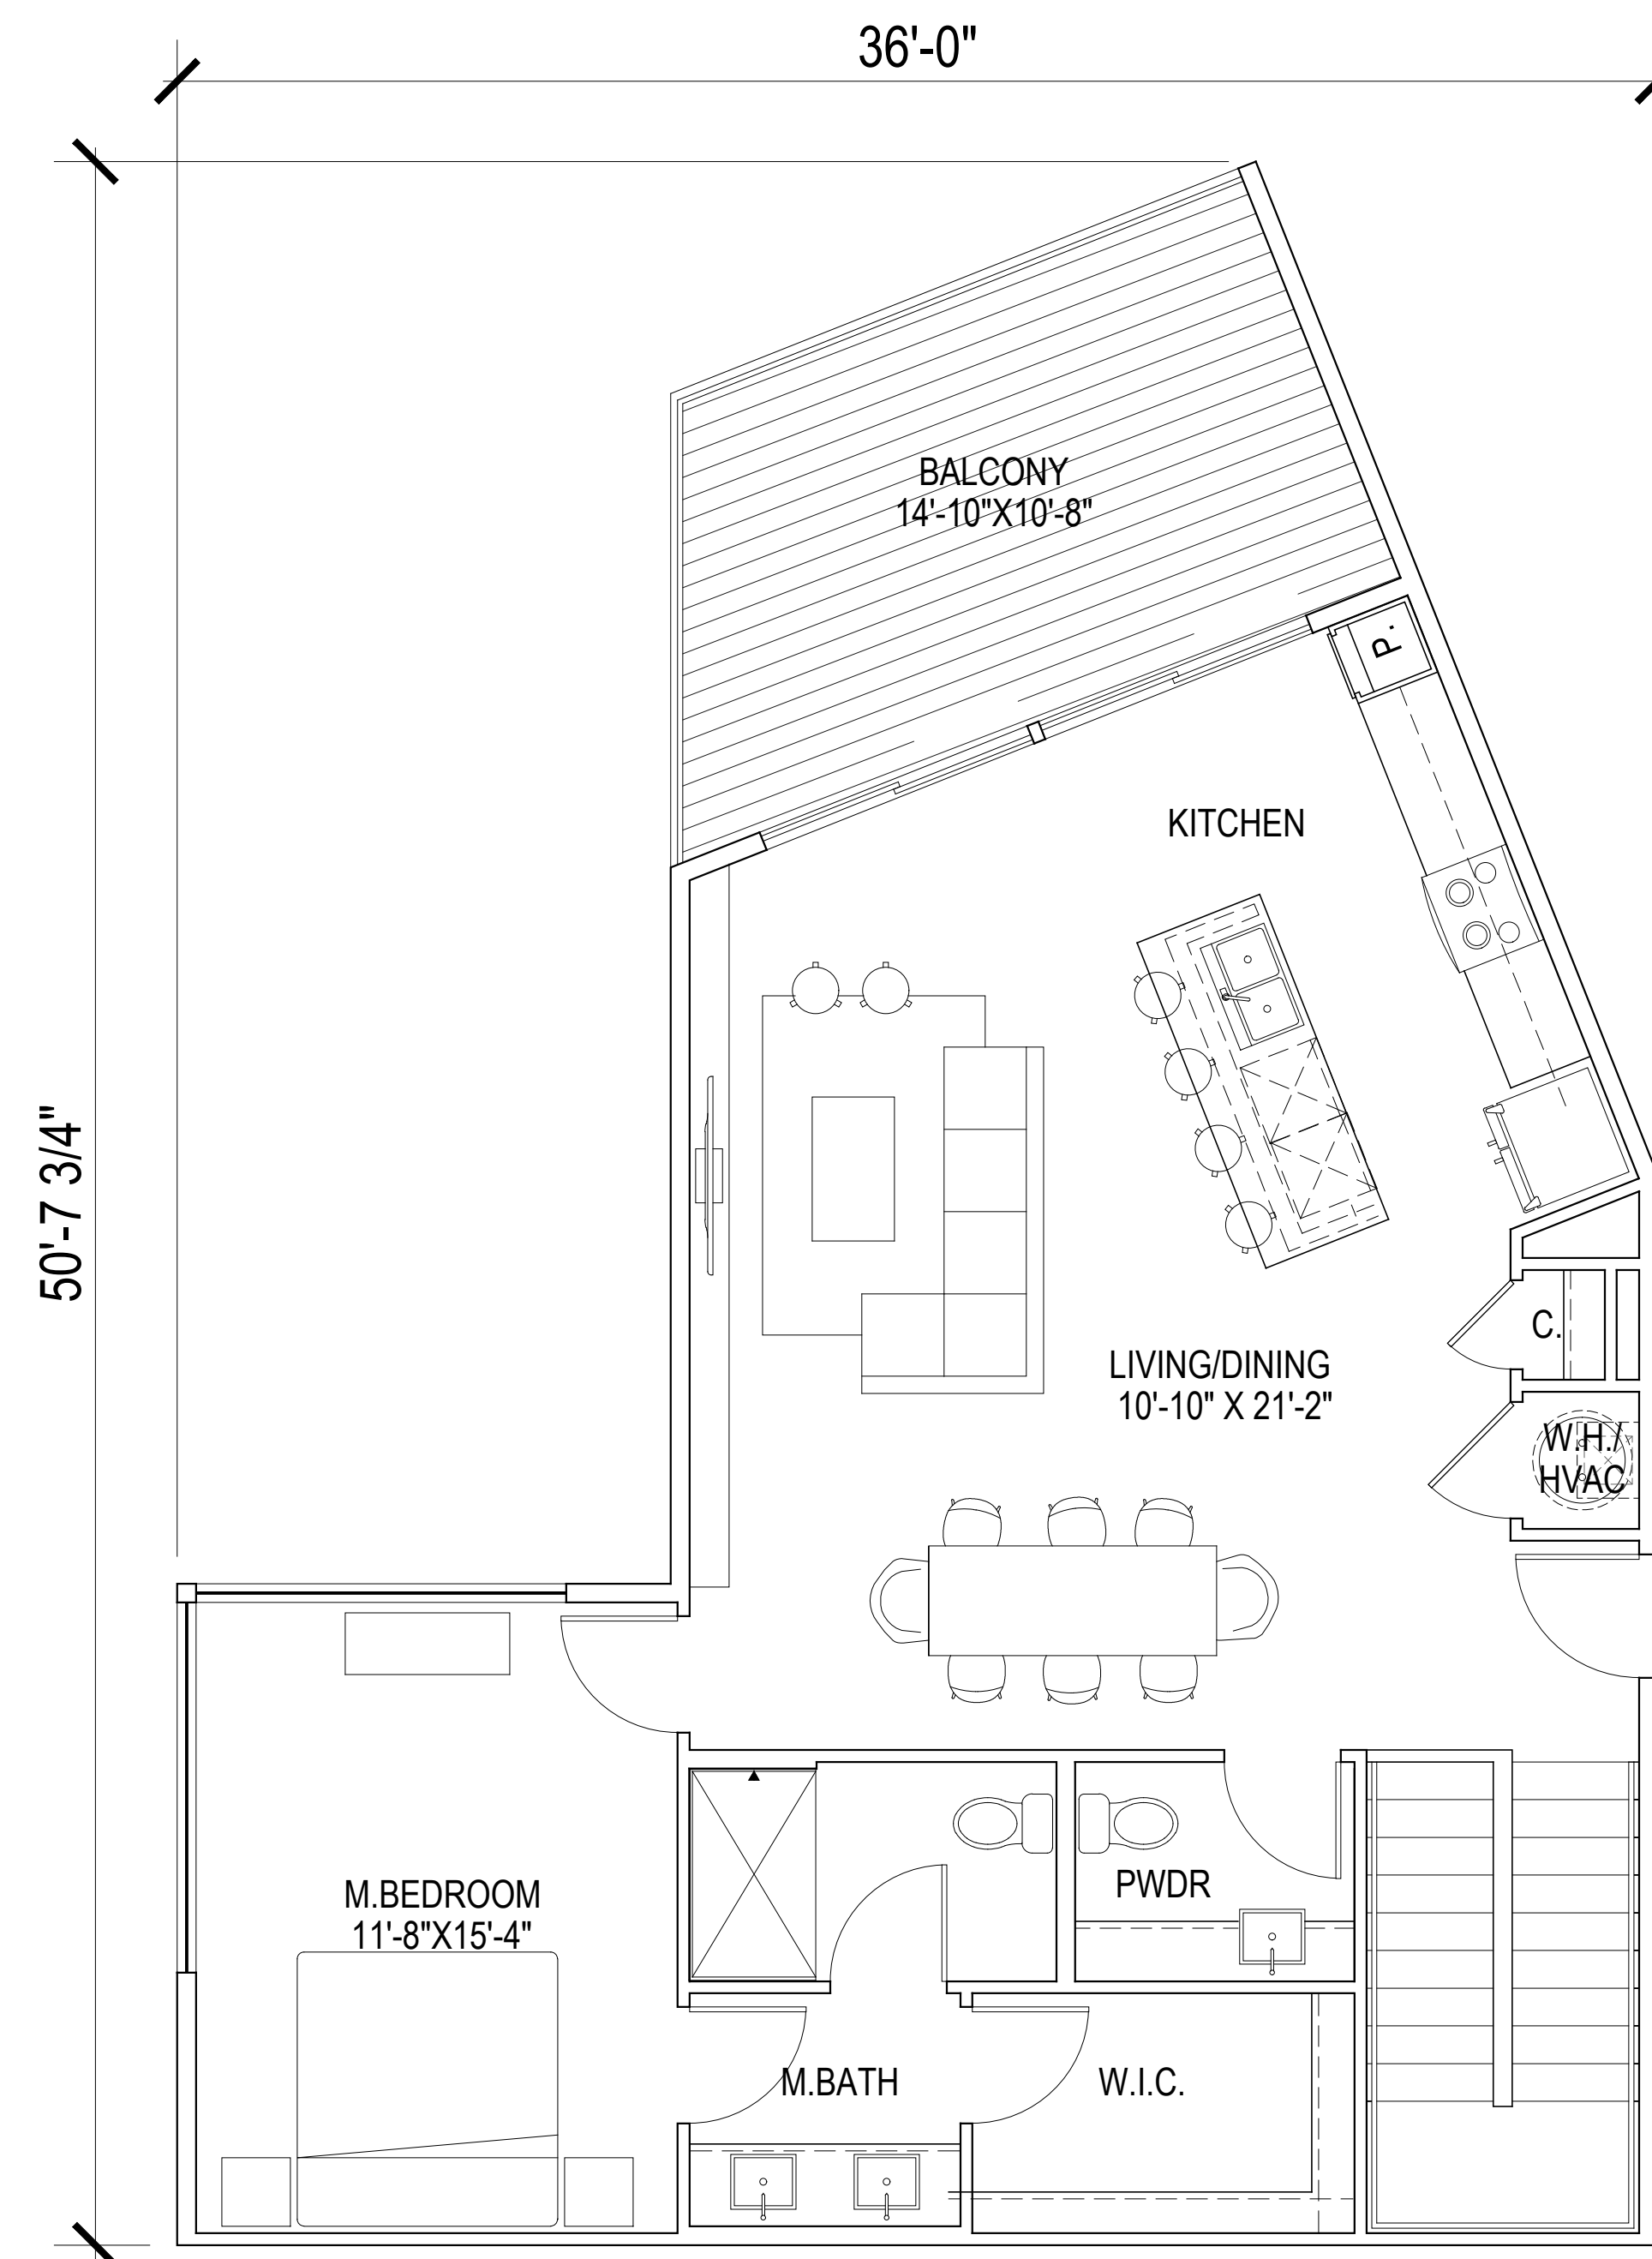 36'-0"
50'-7 3/4"
BALCONY
14'-10"X10'-8"
P.
KITCHEN
C.
LIVING/DINING
10'-10" X 21'-2"
W.H./
HVAC
PWDR
M.BEDROOM
11'-8"X15'-4"
M.BATH
W.I.C.